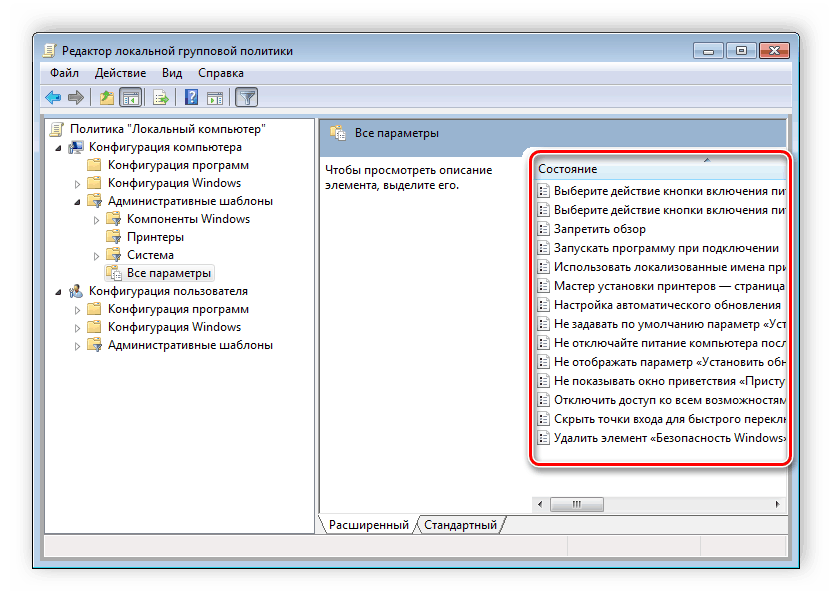 Редактор локальной групповой политики
Файл Действие Вид Справка
Политика "Локальный компьютер"
Конфигурация компьютера
Конфигурация программ
Конфигурация Windows
Административные шаблоны
Компоненты Windows
Принтеры
Система
Все параметры
Конфигурация пользователя
Конфигурация программ
Конфигурация Windows
Административные шаблоны
Все параметры
Чтобы просмотреть описание
элемента, выделите его.
Состояние
Выберите действие кнопки включения пи
Выберите действие кнопки включения пи
Запретить обзор
Запускать программу при подключении
Использовать локализованные имена при
Мастер установки принтеров — страница
Настройка автоматического обновления
Не задавать по умолчанию параметр «Уст
Не отключайте питание компьютера посл
Не отображать параметр «Установить обн
Не показывать окно приветствия «Присту
Отключить доступ ко всем возможностям
Скрыть точки входа для быстрого перекл
Удалить элемент «Безопасность Windows»
Расширенный Стандартный